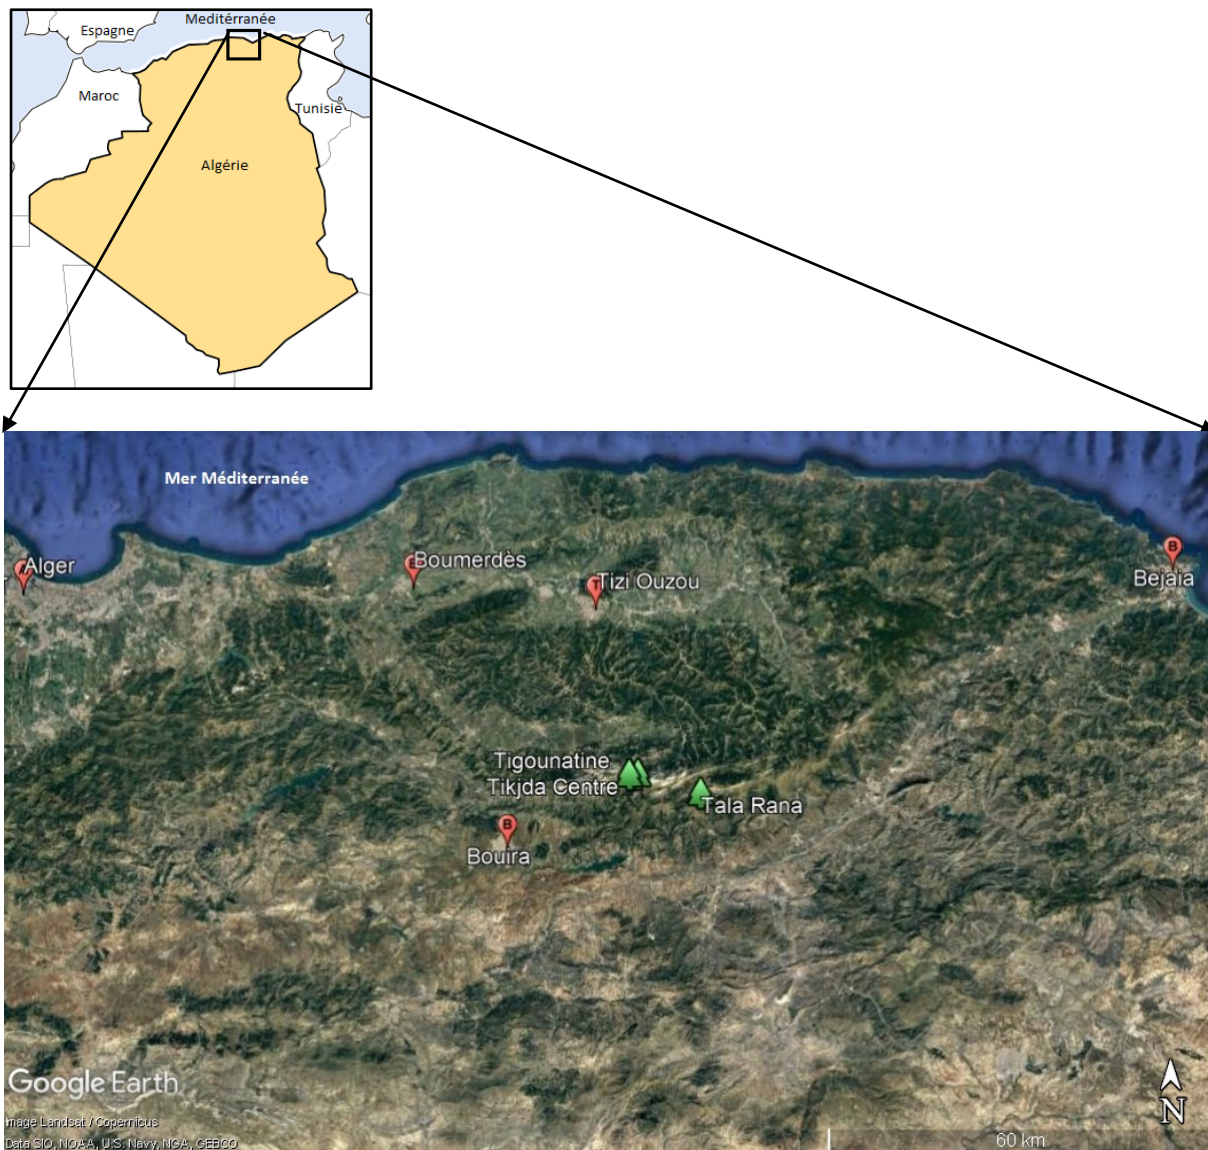 Meditérranée
Espagne
Maroc
Tunisie
Algérie
Mer Méditerranée
Alger
Boumerdès
Tizi Ouzou
B
Bejaia
T
Tigounatine
Tikjda Centre
Tala Rana
B
Bouira
Google Earth
Image Landsat / Copernicus
Data SIO, NOAA, U.S. Navy, NGA, GEBCO
N
60 km